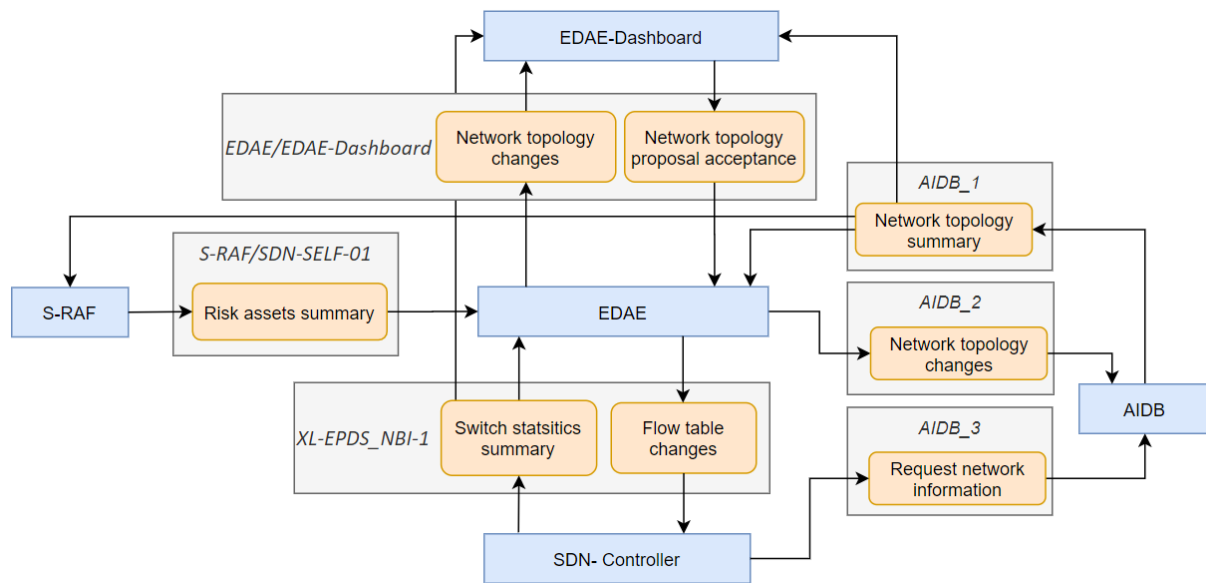 EDAE-Dashboard
EDAE/EDAE-Dashboard
Network topology
changes
Network topology
proposal acceptance
AIDB_1
Network topology
summary
S-RAF/SDN-SELF-01
S-RAF
Risk assets summary
EDAE
AIDB_2
Network topology
changes
AIDB
XL-EPDS_NBI-1
Switch statsitics
summary
Flow table
changes
AIDB_3
Request network
information
SDN- Controller